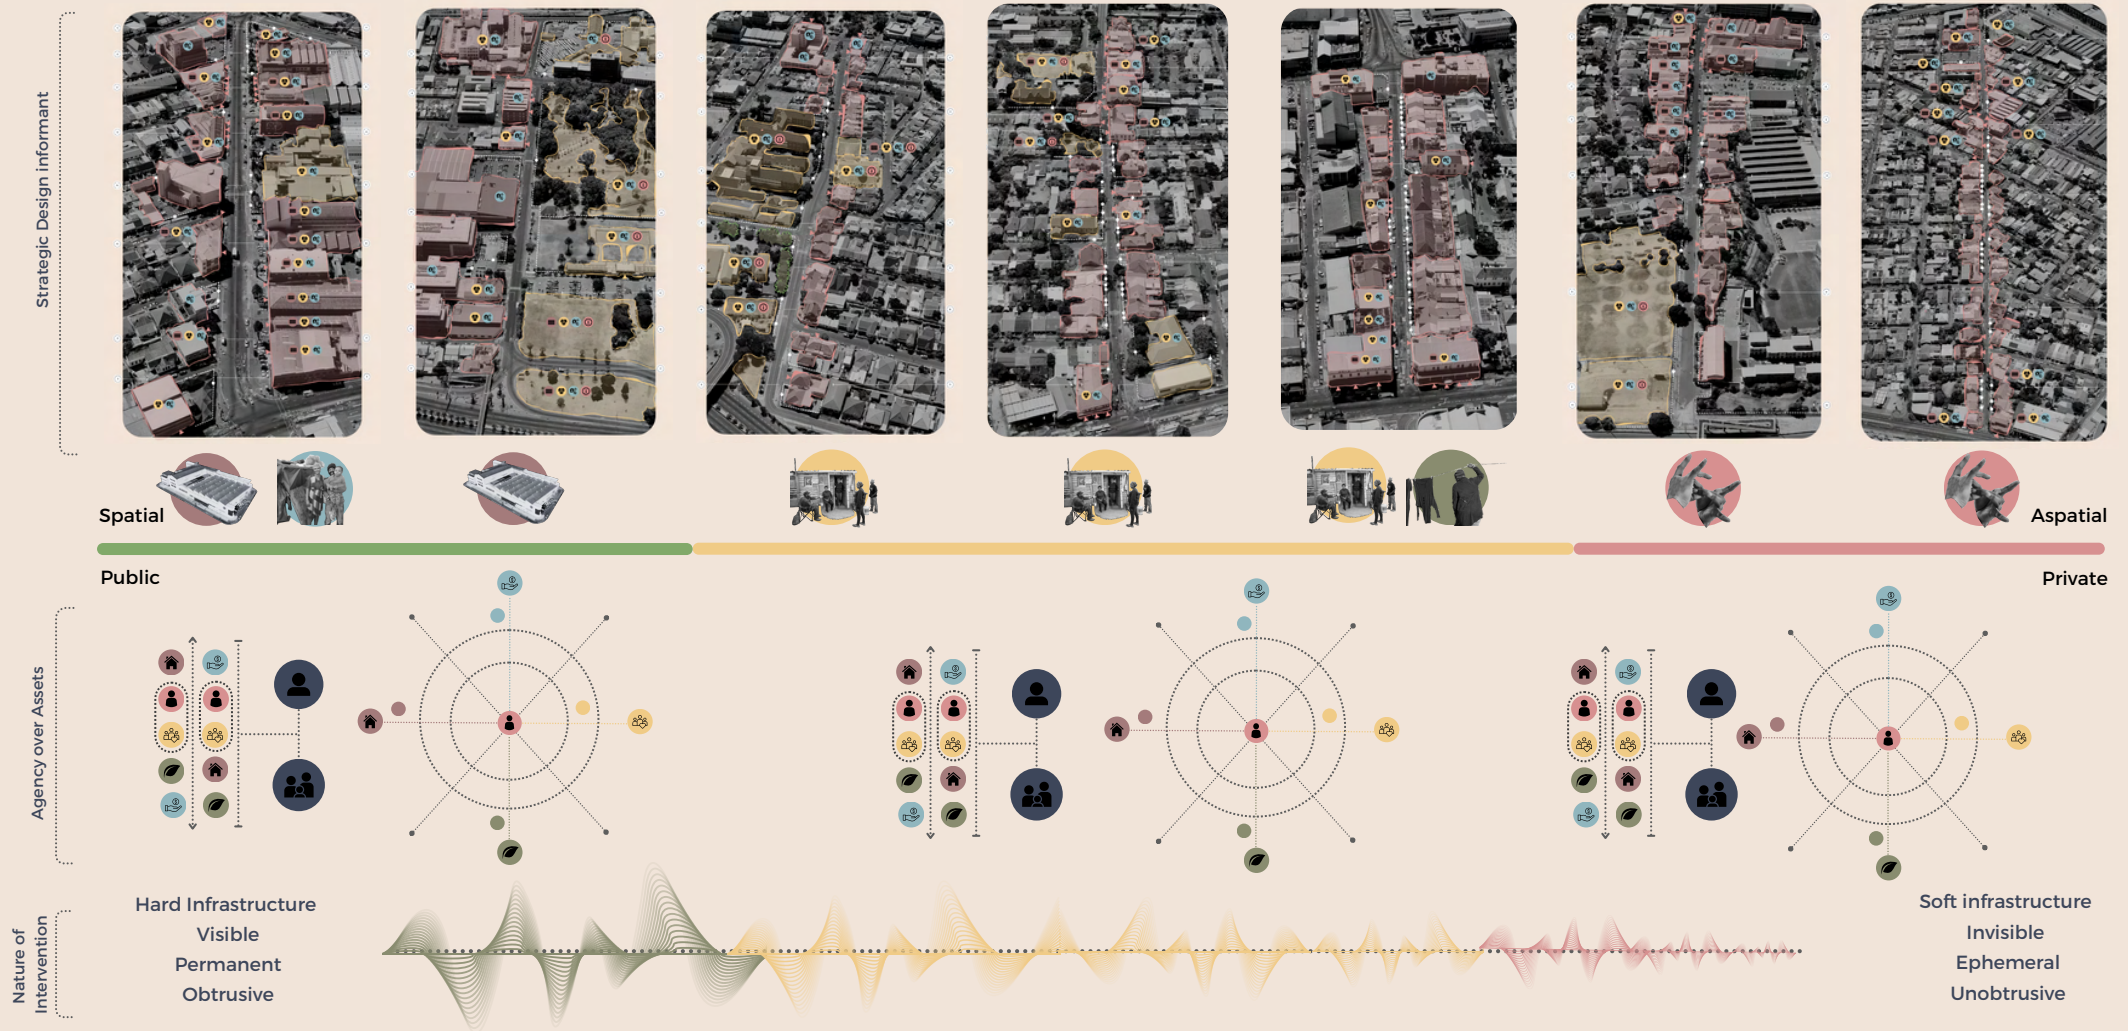 Strategic Design informant
Spatial
Aspatial
Public
Private
Agency over Assets
Nature of
Intervention
Hard Infrastructure
Visible
Permanent
Obtrusive
Soft infrastructure
Invisible
Ephemeral
Unobtrusive